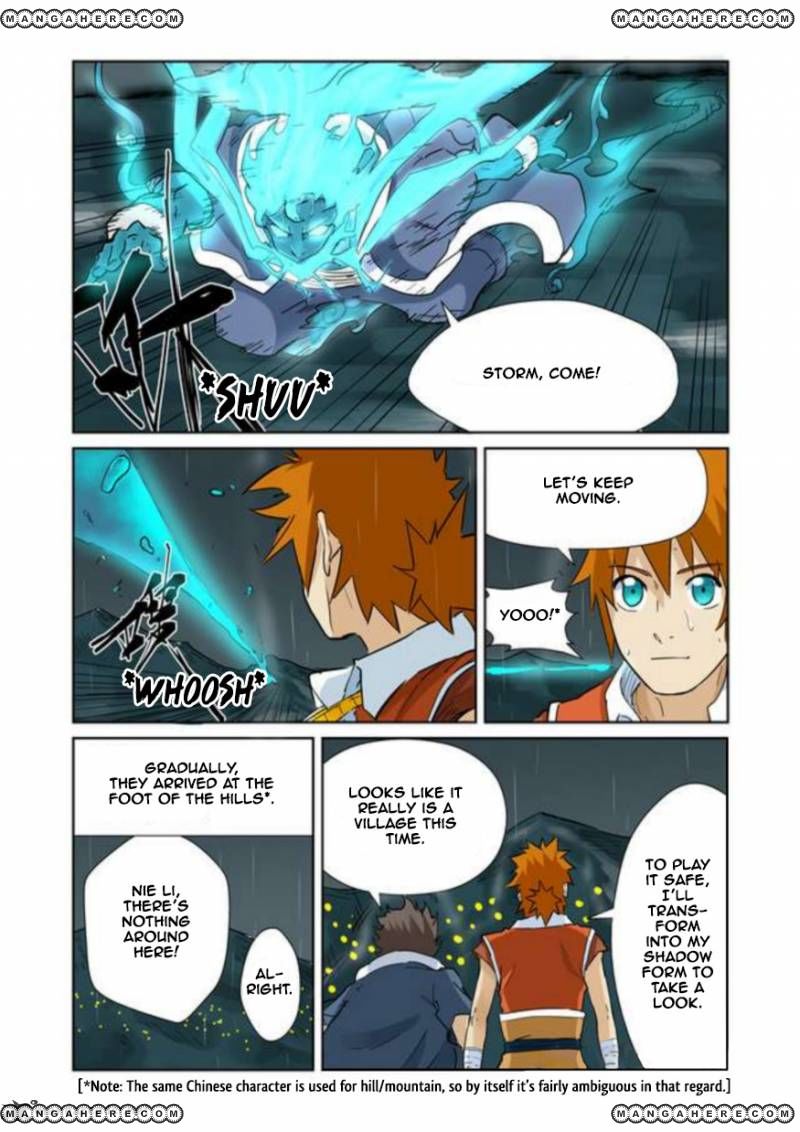 MANGAHERE.COM
MANGAHERE.COM
STORM, COME!
*SHUU*
LET'S KEEP
MOVING.
YOOO!*
*WHOOSH*
GRADUALLY,
THEY ARRIVED AT THE
FOOT OF THE HILLS*.
NIE LI,
THERE'S
NOTHING
AROUND
HERE!
AL-
RIGHT.
LOOKS LIKE IT
REALLY IS A
VILLAGE THIS
TIME.
TO PLAY
IT SAFE,
I'LL
TRANS-
FORM
INTO MY
SHADOW
FORM TO
TAKE A
LOOK.
[*Note: The same Chinese character is used for hill/mountain, so by itself it's fairly ambiguous in that regard.]
MANGAHERE.COM
MANGAHERE.COM